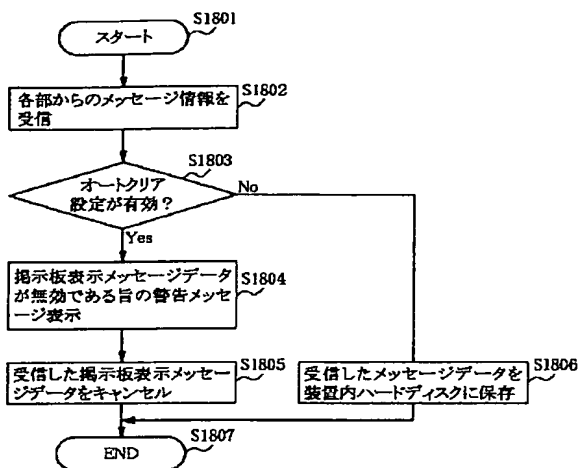 S1801
スタート
S1802
各部からのメッセージ情報を
受信
S1803
オートクリア
設定が有効？
No
Yes
掲示板表示メッセージデータ
が無効である旨の警告メッセ
ージ表示
S1804
受信した掲示板表示メッセー
ジデータをキャンセル
S1805
受信したメッセージデータを
装置内ハードディスクに保存
S1806
END
S1807